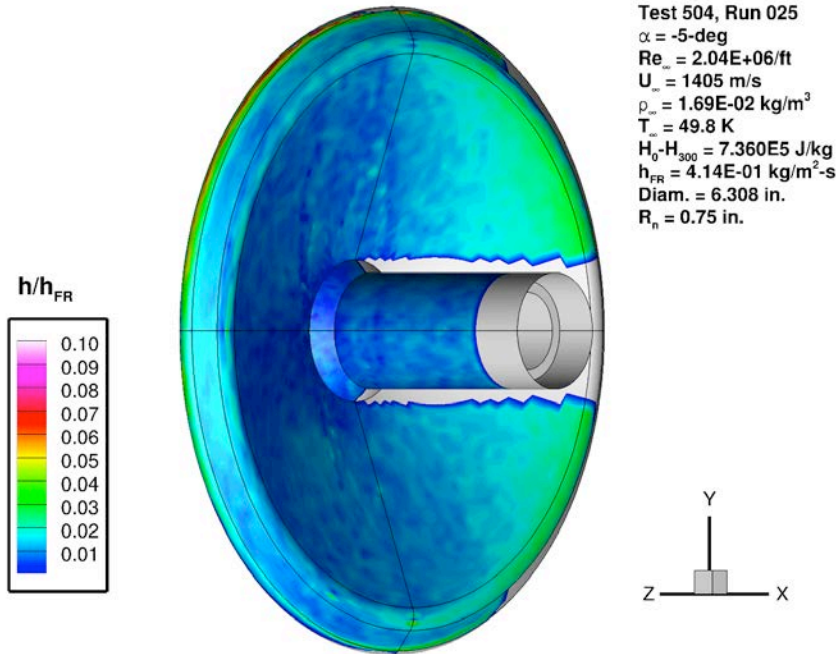 Test 504, Run 025
α = -5-deg
Re∞ = 2.04E+06/ft
U∞ = 1405 m/s
ρ∞ = 1.69E-02 kg/m³
T∞ = 49.8 K
H₀-H₃₀₀ = 7.360E5 J/kg
h_FR = 4.14E-01 kg/m²-s
Diam. = 6.308 in.
Rₙ = 0.75 in.
h/h_FR
0.10
0.09
0.08
0.07
0.06
0.05
0.04
0.03
0.02
0.01
Y
Z X